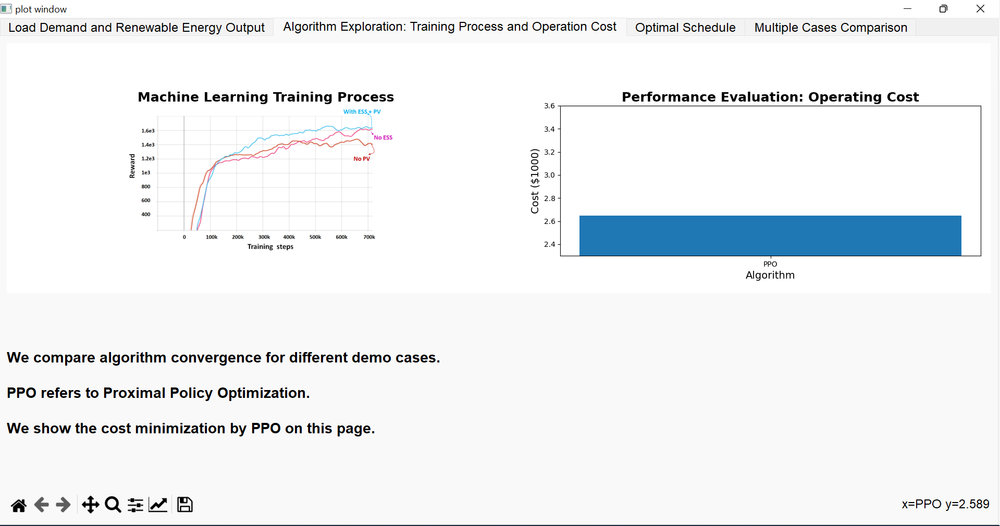 plot window
Load Demand and Renewable Energy Output
Algorithm Exploration: Training Process and Operation Cost
Optimal Schedule
Multiple Cases Comparison
Machine Learning Training Process
With ESS + PV
No ESS
No PV
Reward
1.6e3
1.4e3
1.2e3
1e3
800
600
400
0 100k 200k 300k 400k 500k 600k 700k
Training steps
Performance Evaluation: Operating Cost
Cost ($1000)
3.6
3.4
3.2
3.0
2.8
2.6
2.4
PPO
Algorithm
We compare algorithm convergence for different demo cases.
PPO refers to Proximal Policy Optimization.
We show the cost minimization by PPO on this page.
x=PPO y=2.589